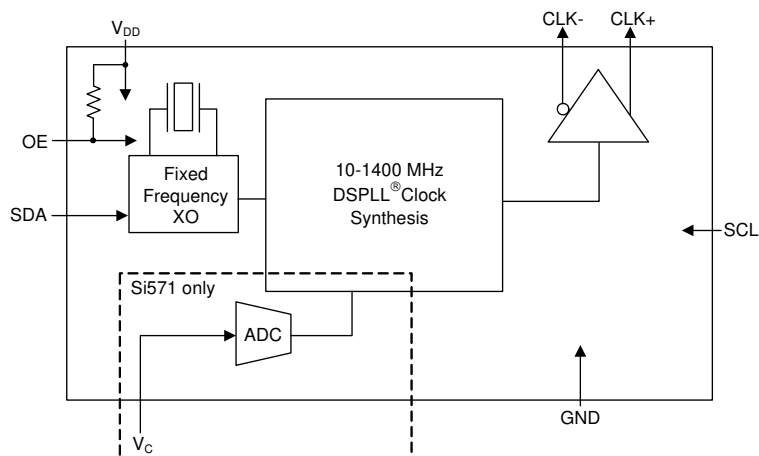 V_DD
CLK- CLK+
OE
Fixed
Frequency
XO
10-1400 MHz
DSPLL® Clock
Synthesis
SDA
SCL
Si571 only
ADC
GND
V_C